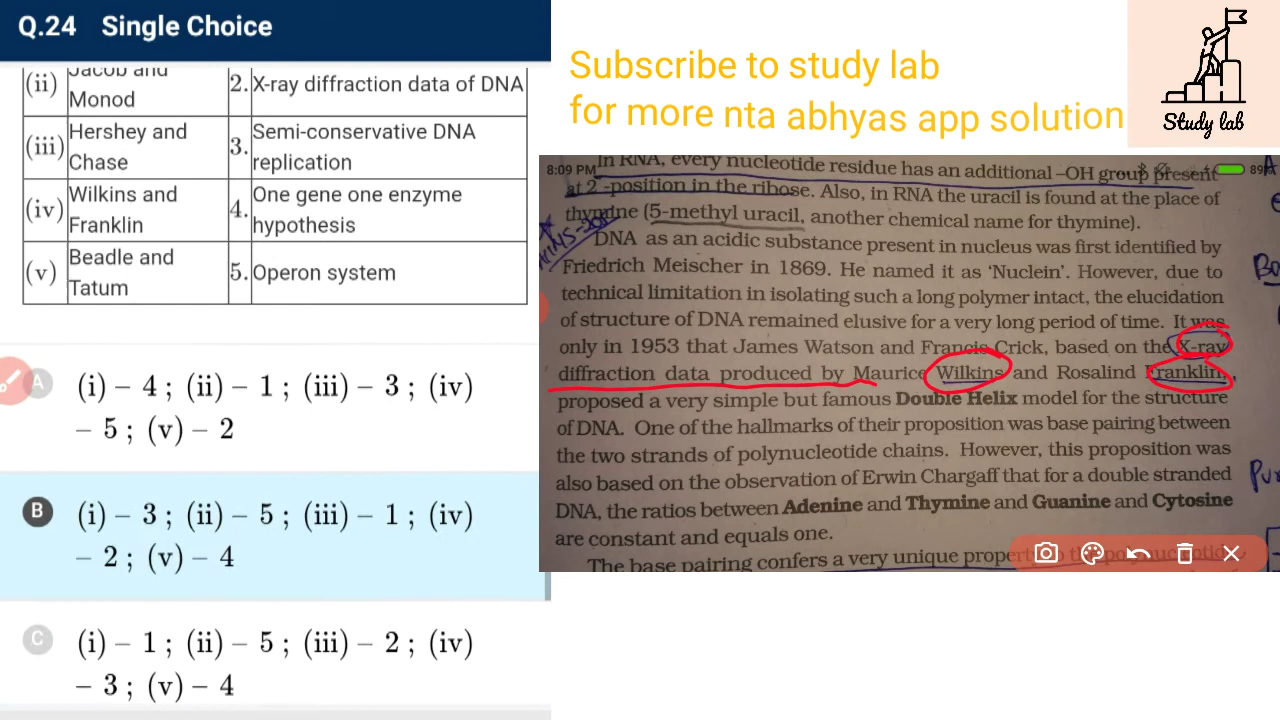 Q.24 Single Choice
(ii) Jacob and Monod 2. X-ray diffraction data of DNA
(iii) Hershey and Chase 3. Semi-conservative DNA replication
(iv) Wilkins and Franklin 4. One gene one enzyme hypothesis
(v) Beadle and Tatum 5. Operon system
A (i) – 4 ; (ii) – 1 ; (iii) – 3 ; (iv)
– 5 ; (v) – 2
B (i) – 3 ; (ii) – 5 ; (iii) – 1 ; (iv)
– 2 ; (v) – 4
C (i) – 1 ; (ii) – 5 ; (iii) – 2 ; (iv)
– 3 ; (v) – 4
Subscribe to study lab
for more nta abhyas app solution
Study lab
8:09 PM
In RNA, every nucleotide residue has an additional –OH group present
at 2'-position in the ribose. Also, in RNA the uracil is found at the place of
thymine (5-methyl uracil, another chemical name for thymine).
DNA as an acidic substance present in nucleus was first identified by
Friedrich Meischer in 1869. He named it as 'Nuclein'. However, due to
technical limitation in isolating such a long polymer intact, the elucidation
of structure of DNA remained elusive for a very long period of time. It was
only in 1953 that James Watson and Francis Crick, based on the X-ray
diffraction data produced by Maurice Wilkins and Rosalind Franklin,
proposed a very simple but famous Double Helix model for the structure
of DNA. One of the hallmarks of their proposition was base pairing between
the two strands of polynucleotide chains. However, this proposition was
also based on the observation of Erwin Chargaff that for a double stranded
DNA, the ratios between Adenine and Thymine and Guanine and Cytosine
are constant and equals one.
The base pairing confers a very unique property to the polynucleotide